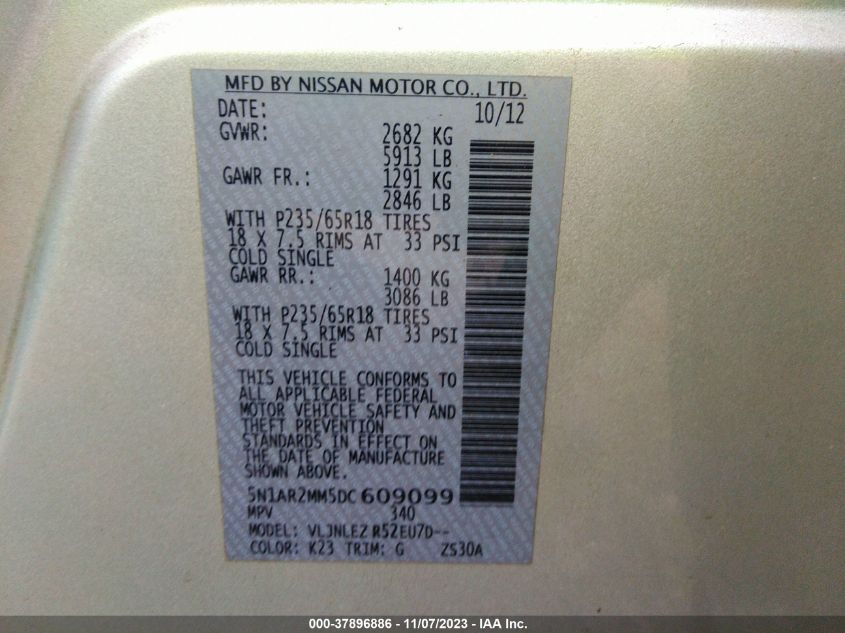 MFD BY NISSAN MOTOR CO., LTD.
DATE: 10/12
GVWR: 2682 KG
5913 LB
GAWR FR.: 1291 KG
2846 LB
WITH P235/65R18 TIRES
18 X 7.5 RIMS AT 33 PSI
COLD SINGLE
GAWR RR.: 1400 KG
3086 LB
WITH P235/65R18 TIRES
18 X 7.5 RIMS AT 33 PSI
COLD SINGLE
THIS VEHICLE CONFORMS TO
ALL APPLICABLE FEDERAL
MOTOR VEHICLE SAFETY AND
THEFT PREVENTION
STANDARDS IN EFFECT ON
THE DATE OF MANUFACTURE
SHOWN ABOVE.
5N1AR2MM5DC 609099
MPV 340
MODEL: VLJNLEZ R52EU7D--
COLOR: K23 TRIM: G ZS30A
000-37896886 - 11/07/2023 - IAA Inc.